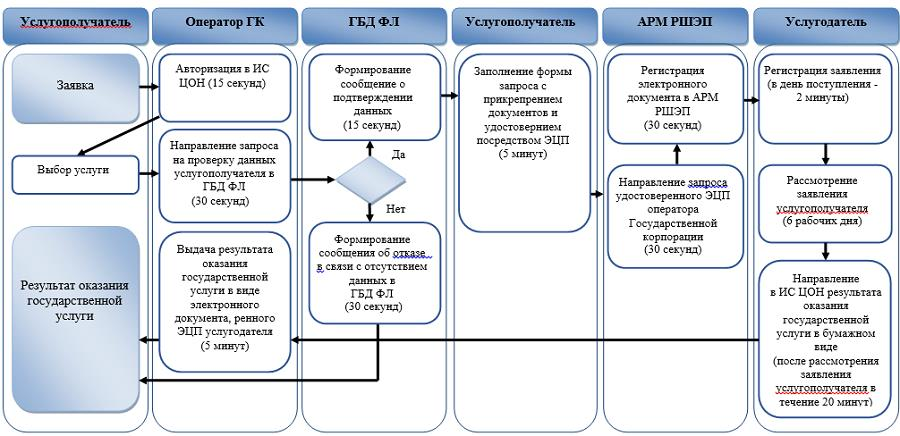 Услугополучатель
Оператор ГК
ГБД ФЛ
Услугополучатель
АРМ РШЭП
Услугодатель
Заявка
Выбор услуги
Результат оказания
государственной
услуги
Авторизация в ИС
ЦОН (15 секунд)
Направление запроса
на проверку данных
услугополучателя в
ГБД ФЛ
(30 секунд)
Выдача результата
оказания
государственной
услуги в виде
электронного
документа, ренного
ЭЦП услугодателя
(5 минут)
Формирование
сообщение о
подтверждении
данных
(15 секунд)
Да
Нет
Формирование
сообщения об отказе
в связи с отсутствием
данных в
ГБД ФЛ
(30 секунд)
Заполнение формы
запроса с
прикрепрением
документов и
удостовернием
посредством ЭЦП
(5 минут)
Регистрация
электронного
документа в АРМ
РШЭП
(30 секунд)
Направление запроса
удостоверенного ЭЦП
оператора
Государственной
корпорации
(30 секунд)
Регистрация заявления
(в день поступления -
2 минуты)
Рассмотрение
заявления
услугополучателя
(6 рабочих дня)
Направление
в ИС ЦОН результата
оказания
государственной
услуги в бумажном
виде
(после рассмотрения
заявления
услугополучателя в
течение 20 минут)